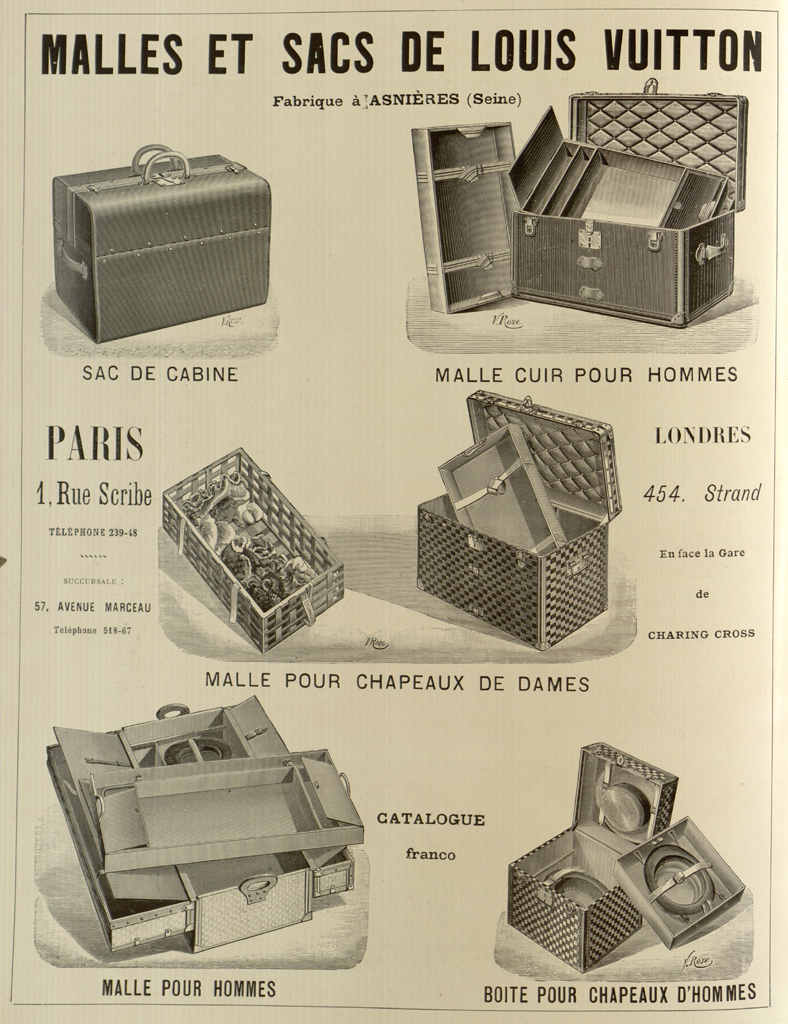 MALLES ET SACS DE LOUIS VUITTON
Fabrique à ASNIÈRES (Seine)
V. Rose
V. Rose
SAC DE CABINE
MALLE CUIR POUR HOMMES
PARIS
1, Rue Scribe
TÉLÉPHONE 239-48
SUCCURSALE :
57, AVENUE MARCEAU
Téléphone 518-67
LONDRES
454. Strand
En face la Gare
de
CHARING CROSS
V. Rose
MALLE POUR CHAPEAUX DE DAMES
CATALOGUE
franco
V. Rose
MALLE POUR HOMMES
BOITE POUR CHAPEAUX D'HOMMES